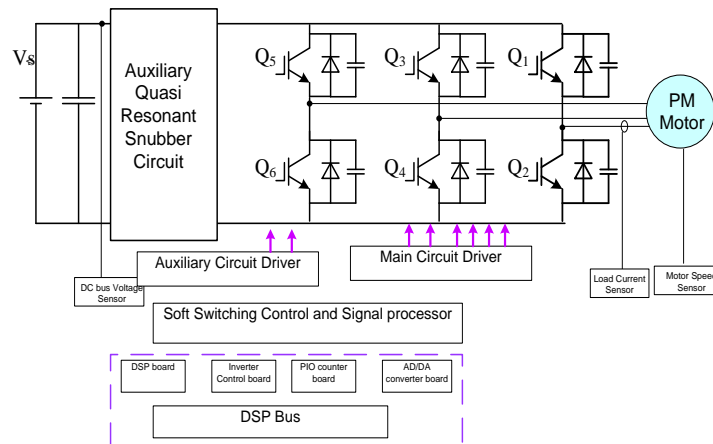 Vs
Auxiliary
Quasi
Resonant
Snubber
Circuit
Q5
Q3
Q1
PM
Motor
Q6
Q4
Q2
Auxiliary Circuit Driver
Main Circuit Driver
DC bus Voltage
Sensor
Load Current
Sensor
Motor Speed
Sensor
Soft Switching Control and Signal processor
DSP board
Inverter
Control board
PIO counter
board
AD/DA
converter board
DSP Bus